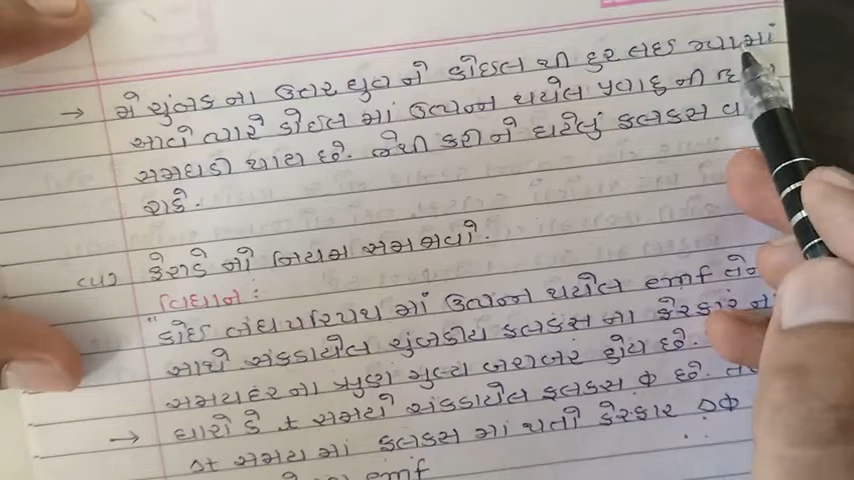 → જો ચુંબક ના ઉત્તર ધ્રુવ ને કોઇલ થી દુર લઇ જવામાં
આવે ત્યારે કોઇલ માં ઉત્પન્ન થયેલ પ્રવાહ ની
સમઘડી થાય છે. જેથી કરી ને ઘટેલું ફ્લક્સ
શકે.
(૫) ફેરાડે નો નિયમ સમજાવો.
વિધાન :
"કોઇ બંધ પરિપથ માં ઉત્પન્ન થયેલ emf તેન
સાથે સંકળાયેલ ચુંબકીય ફ્લક્સ ના ફેરફાર ન
સમયદર ના ઋણ મુલ્ય બરાબર હોય છે.
→ ધારો કે t સમયે સંકળાયેલ ફ્લક્સ Φ છે.
Δt સમય માં ફ્લક્સ માં થતો ફેરફાર ΔΦ
emf